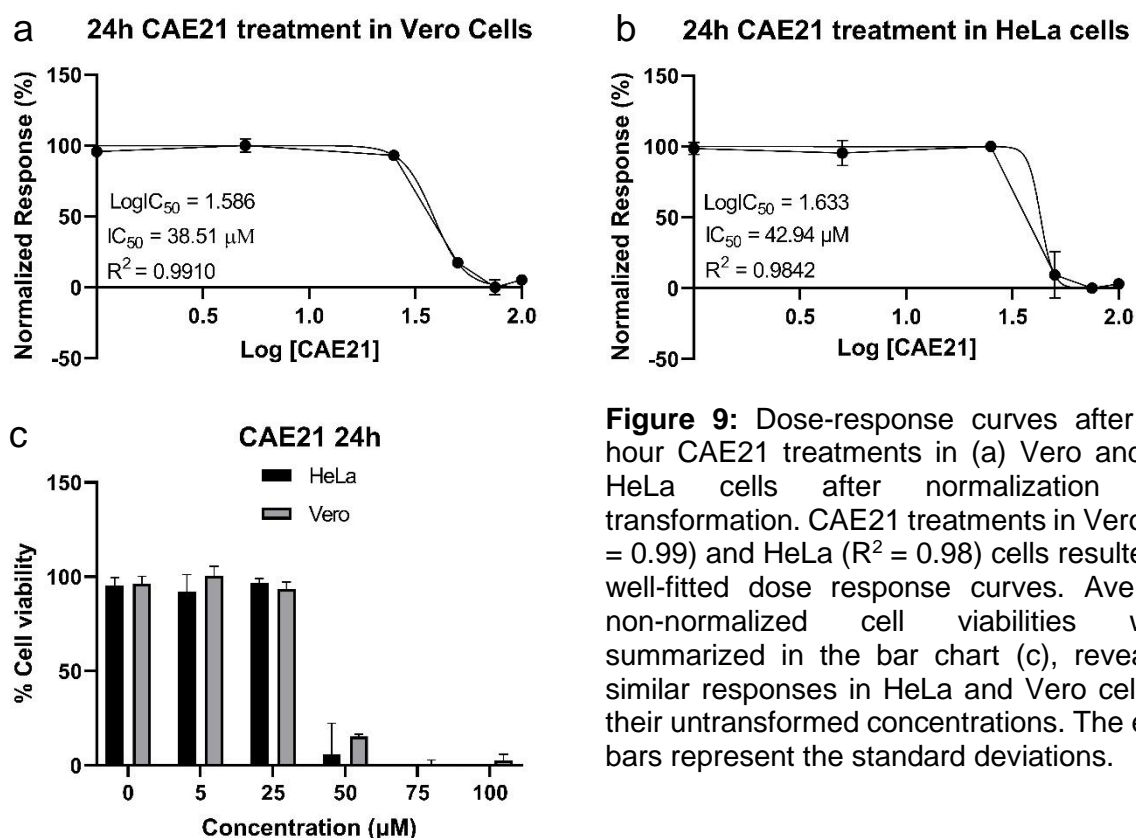 a
24h CAE21 treatment in Vero Cells
Normalized Response (%)
150
100
50
0
-50
LogIC50 = 1.586
IC50 = 38.51 μM
R2 = 0.9910
0.5
1.0
1.5
2.0
Log [CAE21]
b
24h CAE21 treatment in HeLa cells
Normalized Response (%)
150
100
50
0
-50
LogIC50 = 1.633
IC50 = 42.94 μM
R2 = 0.9842
0.5
1.0
1.5
2.0
Log [CAE21]
c
CAE21 24h
HeLa
Vero
% Cell viability
150
100
50
0
0
5
25
50
75
100
Concentration (μM)
Figure 9: Dose-response curves after
hour CAE21 treatments in (a) Vero and
HeLa cells after normalization
transformation. CAE21 treatments in Vero
= 0.99) and HeLa (R2 = 0.98) cells resulte
well-fitted dose response curves. Ave
non-normalized cell viabilities w
summarized in the bar chart (c), revea
similar responses in HeLa and Vero cel
their untransformed concentrations. The e
bars represent the standard deviations.